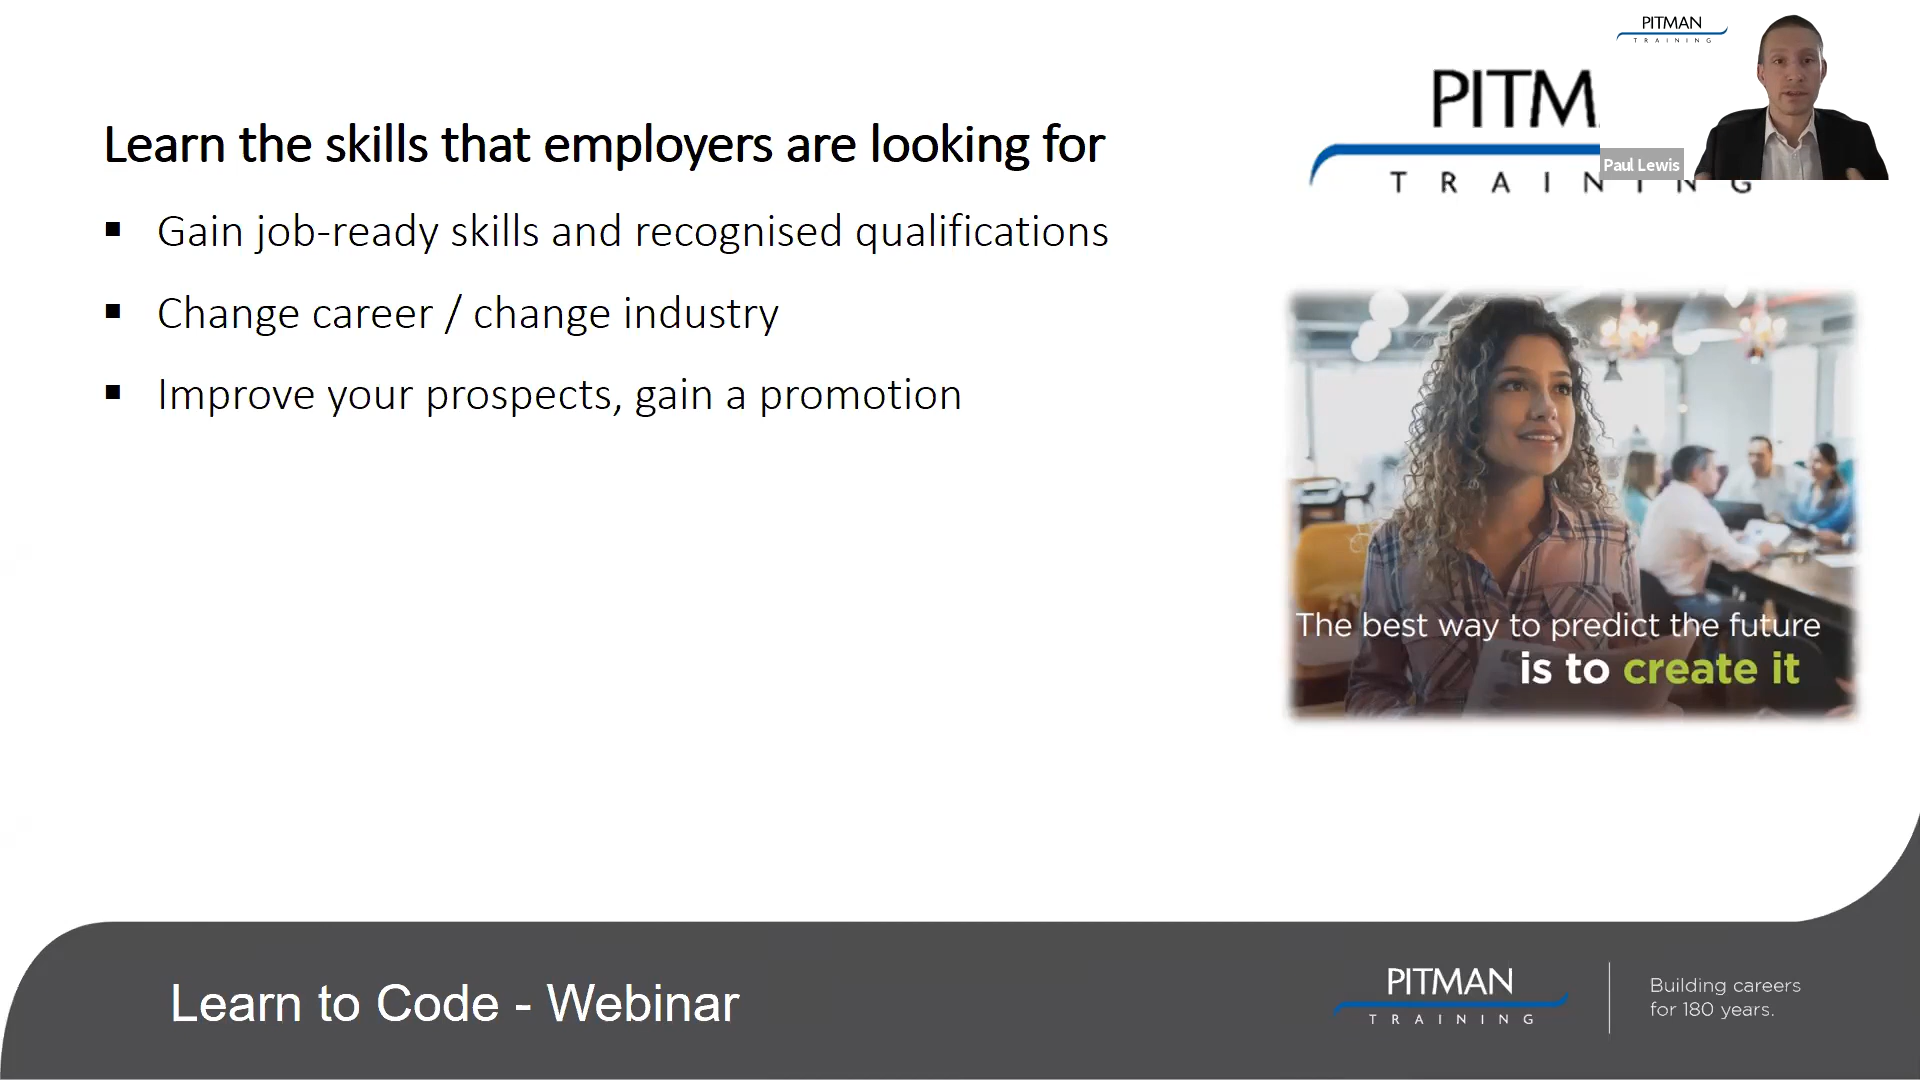 PITMAN
TRAINING
PITM
TRAINING
Paul Lewis
Learn the skills that employers are looking for
▪ Gain job-ready skills and recognised qualifications
▪ Change career / change industry
▪ Improve your prospects, gain a promotion
The best way to predict the future
is to create it
Learn to Code - Webinar
PITMAN
TRAINING
Building careers
for 180 years.